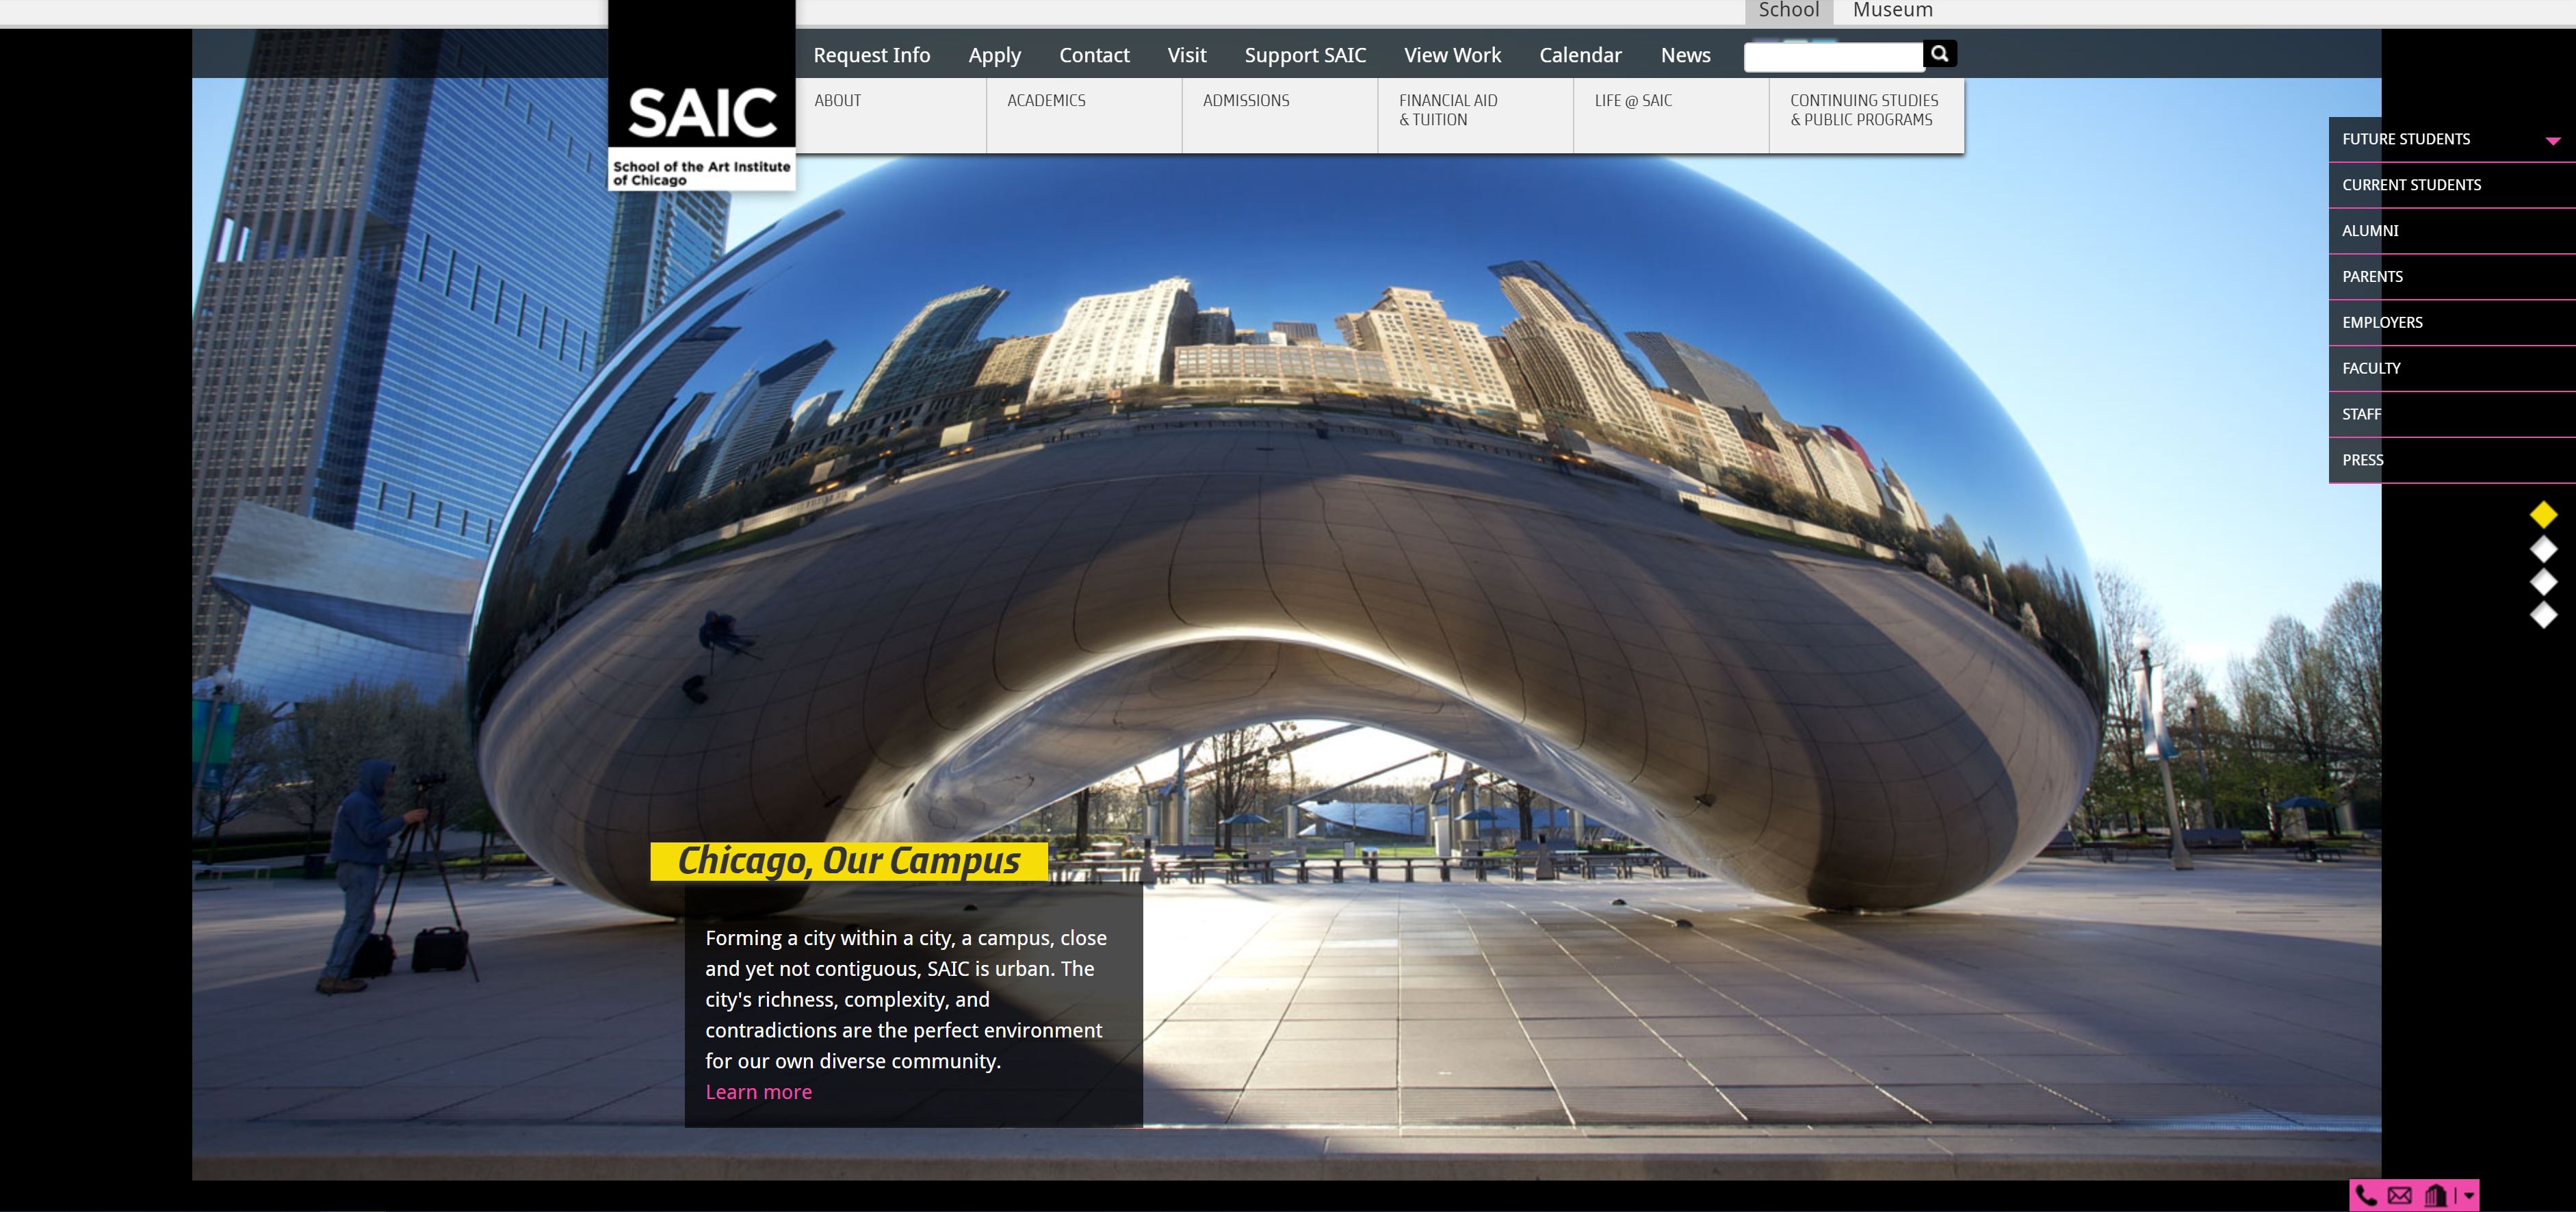 School
Museum
Request Info
Apply
Contact
Visit
Support SAIC
View Work
Calendar
News
SAIC
School of the Art Institute
of Chicago
ABOUT
ACADEMICS
ADMISSIONS
FINANCIAL AID
& TUITION
LIFE @ SAIC
CONTINUING STUDIES
& PUBLIC PROGRAMS
FUTURE STUDENTS
CURRENT STUDENTS
ALUMNI
PARENTS
EMPLOYERS
FACULTY
STAFF
PRESS
Chicago, Our Campus
Forming a city within a city, a campus, close
and yet not contiguous, SAIC is urban. The
city's richness, complexity, and
contradictions are the perfect environment
for our own diverse community.
Learn more